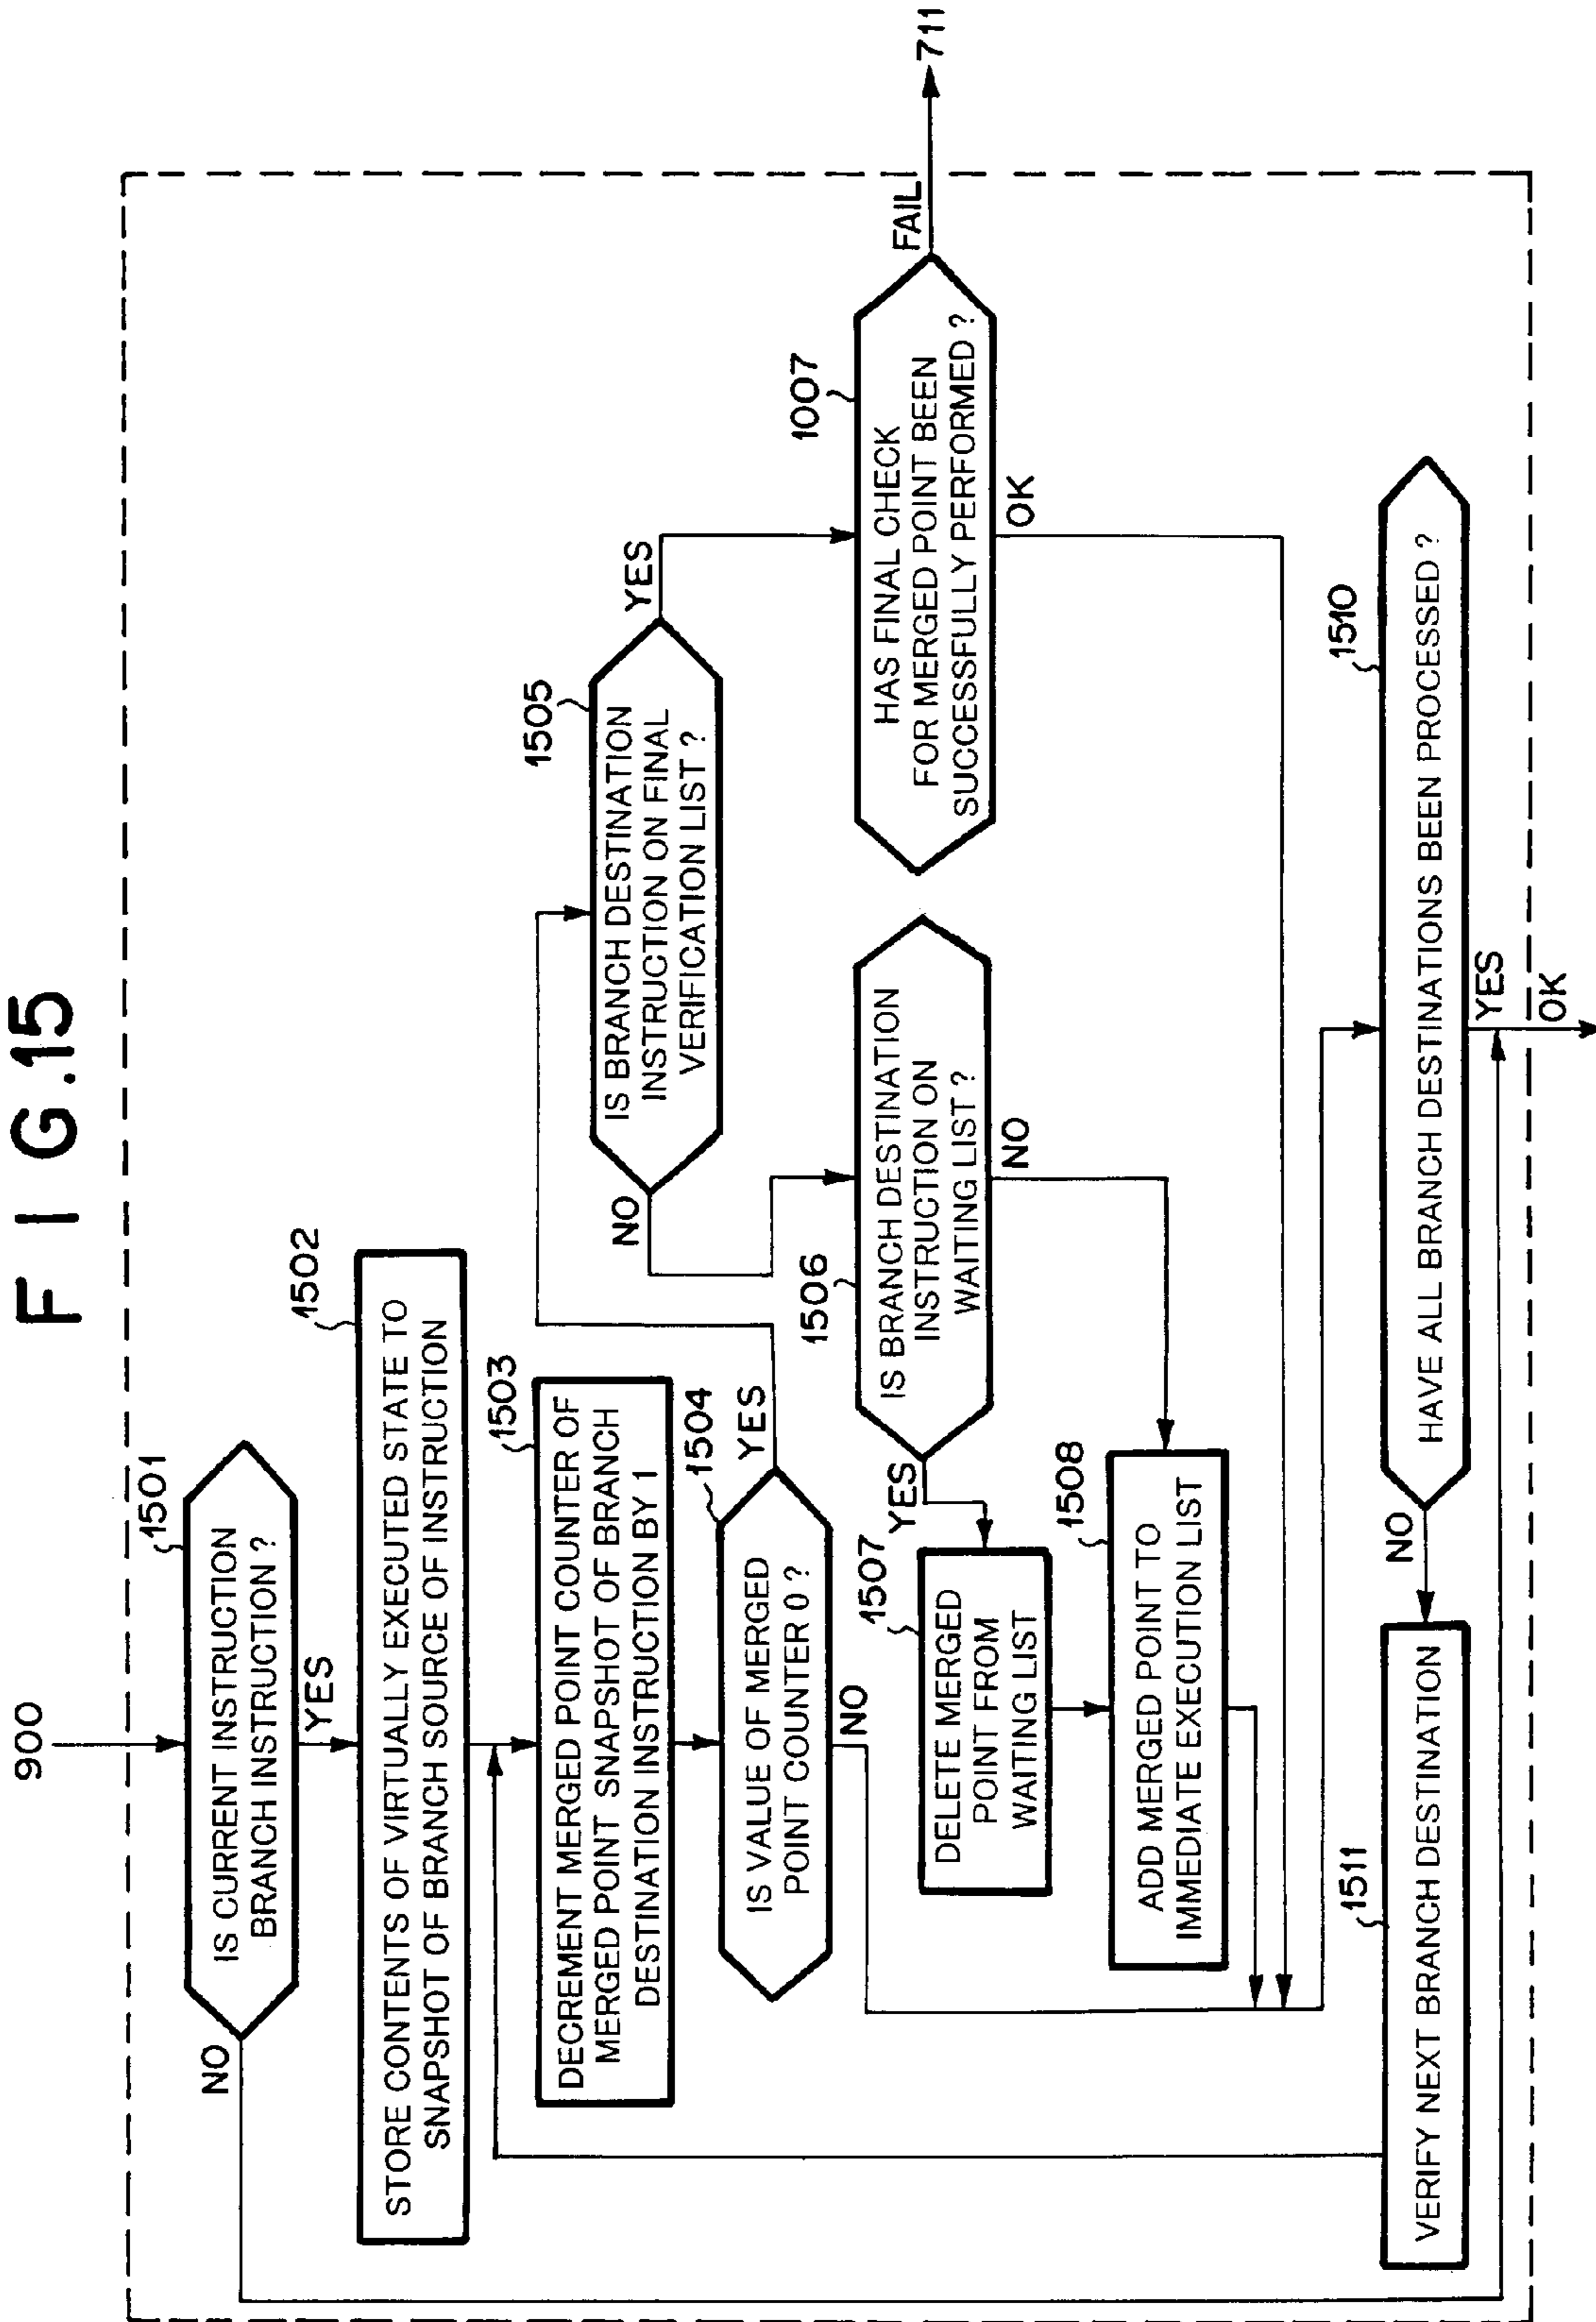 F I G.15
900
1501
IS CURRENT INSTRUCTION
BRANCH INSTRUCTION ?
NO
YES
1502
STORE CONTENTS OF VIRTUALLY EXECUTED STATE TO
SNAPSHOT OF BRANCH SOURCE OF INSTRUCTION
1503
DECREMENT MERGED POINT COUNTER OF
MERGED POINT SNAPSHOT OF BRANCH
DESTINATION INSTRUCTION BY 1
1504
IS VALUE OF MERGED
POINT COUNTER 0 ?
YES
NO
1505
IS BRANCH DESTINATION
INSTRUCTION ON FINAL
VERIFICATION LIST ?
NO
YES
1506
IS BRANCH DESTINATION
INSTRUCTION ON
WAITING LIST ?
YES
NO
1007
HAS FINAL CHECK
FOR MERGED POINT BEEN
SUCCESSFULLY PERFORMED ?
FAIL
711
OK
1507
DELETE MERGED
POINT FROM
WAITING LIST
1508
ADD MERGED POINT TO
IMMEDIATE EXECUTION LIST
1510
HAVE ALL BRANCH DESTINATIONS BEEN PROCESSED ?
NO
YES
1511
VERIFY NEXT BRANCH DESTINATION
OK